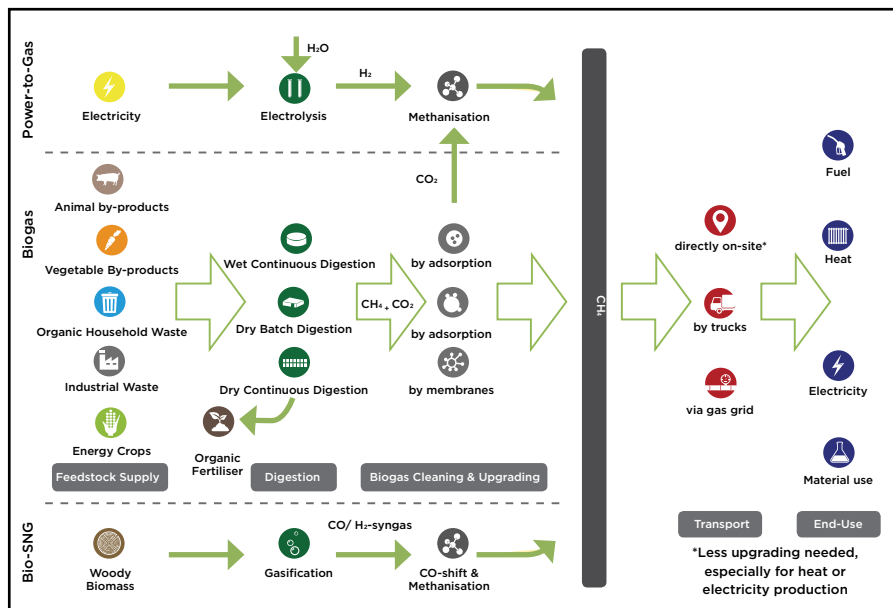 Power-to-Gas
H₂O
H₂
Electricity
Electrolysis
Methanisation
Biogas
CO₂
Animal by-products
Vegetable By-products
Organic Household Waste
Industrial Waste
Energy Crops
Wet Continuous Digestion
Dry Batch Digestion
Dry Continuous Digestion
Organic
Fertiliser
CH₄ + CO₂
by adsorption
by adsorption
by membranes
Feedstock Supply
Digestion
Biogas Cleaning & Upgrading
Bio-SNG
CO/ H₂-syngas
Woody
Biomass
Gasification
CO-shift &
Methanisation
CH₄
directly on-site*
by trucks
via gas grid
Transport
Fuel
Heat
Electricity
Material use
End-Use
*Less upgrading needed,
especially for heat or
electricity production